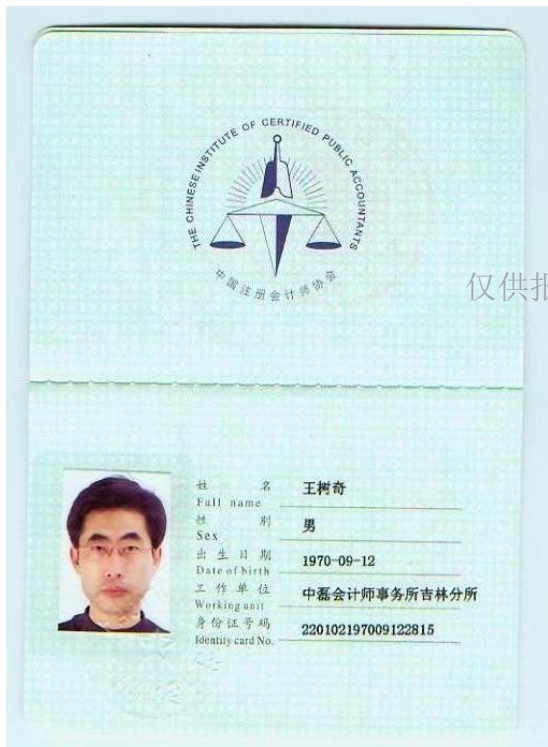 THE CHINESE INSTITUTE OF CERTIFIED PUBLIC ACCOUNTANTS
中国注册会计师协会
仅供报
姓 名 王树奇
Full name
性 别 男
Sex
出生日期 1970-09-12
Date of birth
工作单位 中磊会计师事务所吉林分所
Working unit
身份证号码 220102197009122815
Identity card No.